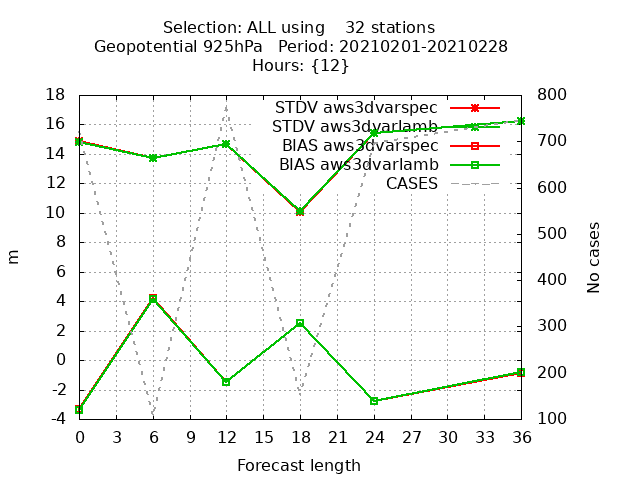 Selection: ALL using    32 stations
Geopotential 925hPa   Period: 20210201-20210228
Hours: {12}
STDV aws3dvarspec
STDV aws3dvarlamb
BIAS aws3dvarspec
BIAS aws3dvarlamb
CASES
18
16
14
12
10
8
6
4
2
0
-2
-4
m
800
700
600
500
400
300
200
100
No cases
0 3 6 9 12 15 18 21 24 27 30 33 36
Forecast length